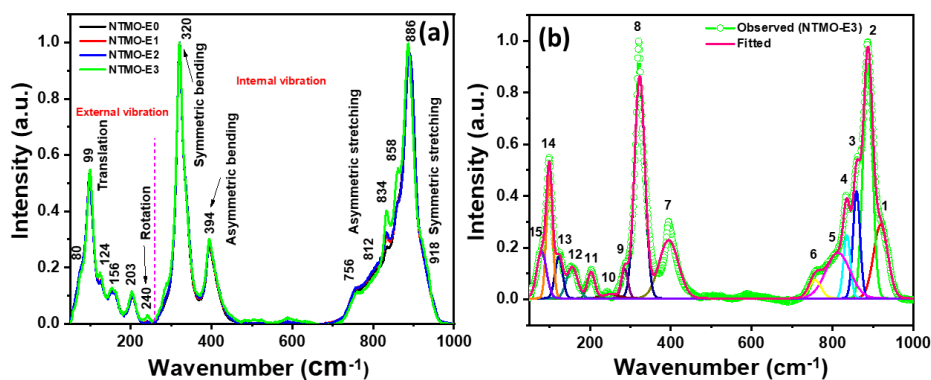 (a)
NTMO-E0
NTMO-E1
NTMO-E2
NTMO-E3
320
886
External vibration
Internal vibration
Symmetric bending
Asymmetric bending
Asymmetric stretching
Symmetric stretching
Translation
Rotation
80
99
124
156
203
240
394
756
812
834
858
918
Intensity (a.u.)
1.0
0.8
0.6
0.4
0.2
0.0
200 400 600 800 1000
Wavenumber (cm-1)
(b)
Observed (NTMO-E3)
Fitted
15
14
13
12
11
10
9
8
7
6
5
4
3
2
1
Intensity (a.u.)
1.0
0.8
0.6
0.4
0.2
0.0
200 400 600 800 1000
Wavenumber (cm-1)